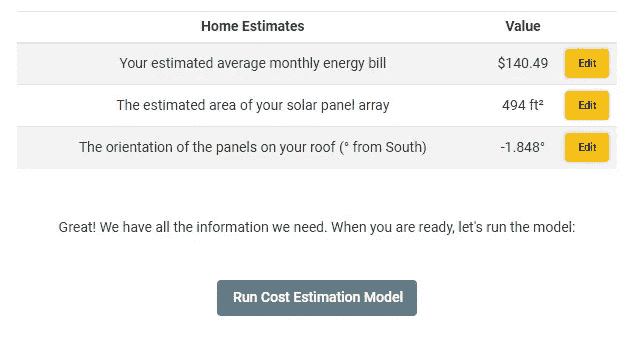 Home Estimates Value
Your estimated average monthly energy bill $140.49 Edit
The estimated area of your solar panel array 494 ft² Edit
The orientation of the panels on your roof (° from South) -1.848° Edit
Great! We have all the information we need. When you are ready, let's run the model:
Run Cost Estimation Model